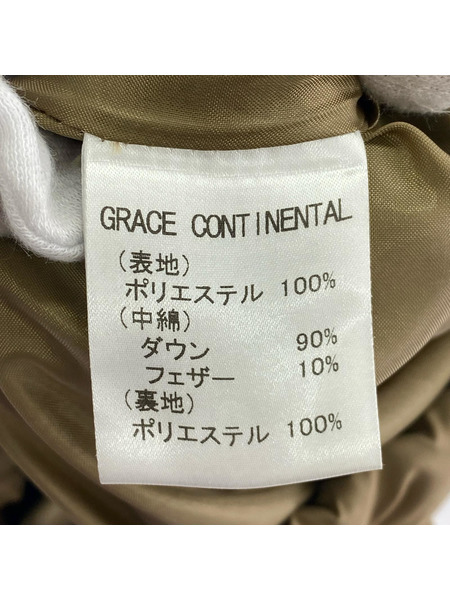 GRACE CONTINENTAL
(表地)
ポリエステル 100%
(中綿)
ダウン 90%
フェザー 10%
(裏地)
ポリエステル 100%